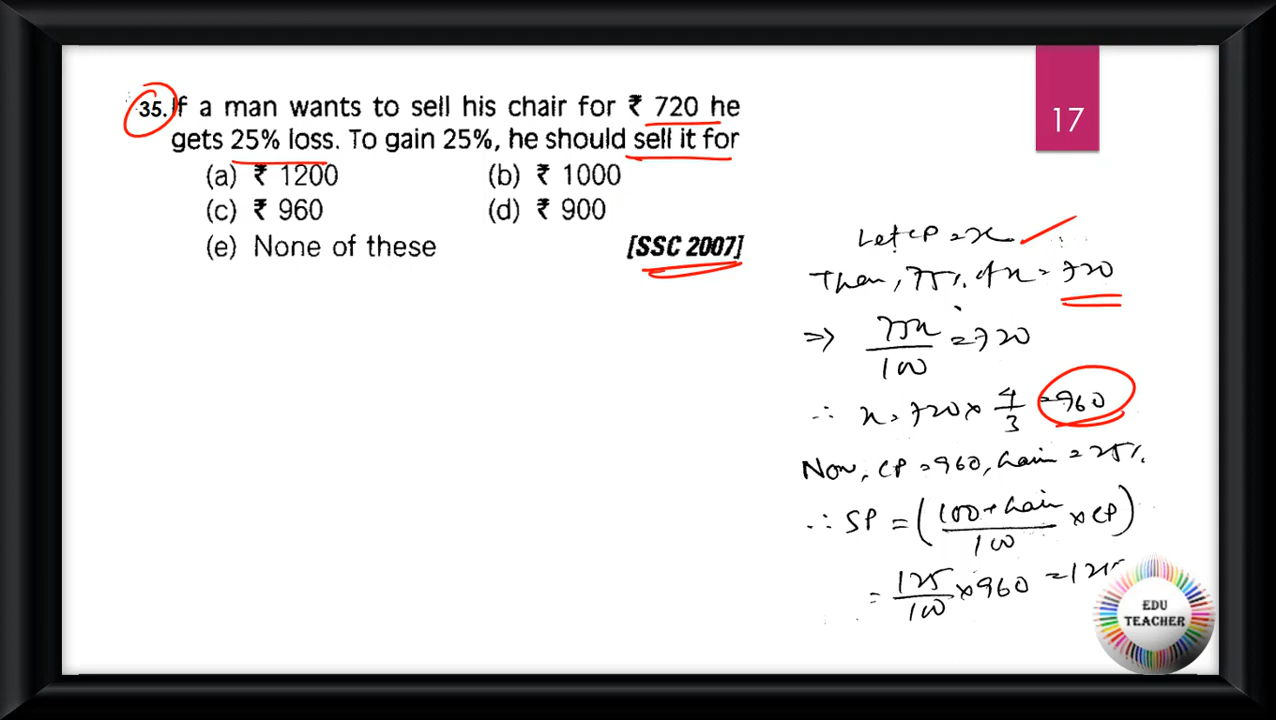 17
35. If a man wants to sell his chair for ₹ 720 he
gets 25% loss. To gain 25%, he should sell it for
(a) ₹ 1200 (b) ₹ 1000
(c) ₹ 960 (d) ₹ 900
(e) None of these [SSC 2007]
Let CP = x
Then, 75% of x = 720
⇒ 75x/100 = 720
∴ x = 720 × 4/3 = 960
Now, CP = 960, Gain = 25%
∴ SP = (100 + Gain/100 × CP)
= 125/100 × 960 =
EDU
TEACHER